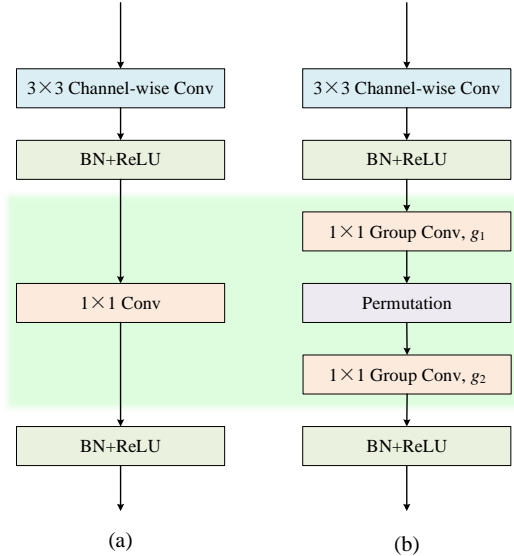 3×3 Channel-wise Conv
BN+ReLU
1×1 Conv
BN+ReLU
(a)
3×3 Channel-wise Conv
BN+ReLU
1×1 Group Conv, g1
Permutation
1×1 Group Conv, g2
BN+ReLU
(b)